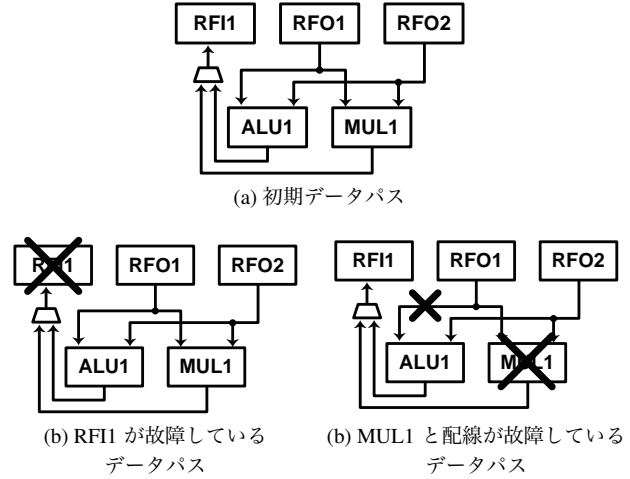 RFI1 RFO1 RFO2
ALU1 MUL1
(a) 初期データパス
RFI1 RFO1 RFO2
ALU1 MUL1
(b) RFI1 が故障している
データパス
RFI1 RFO1 RFO2
ALU1 MUL1
(b) MUL1 と配線が故障している
データパス